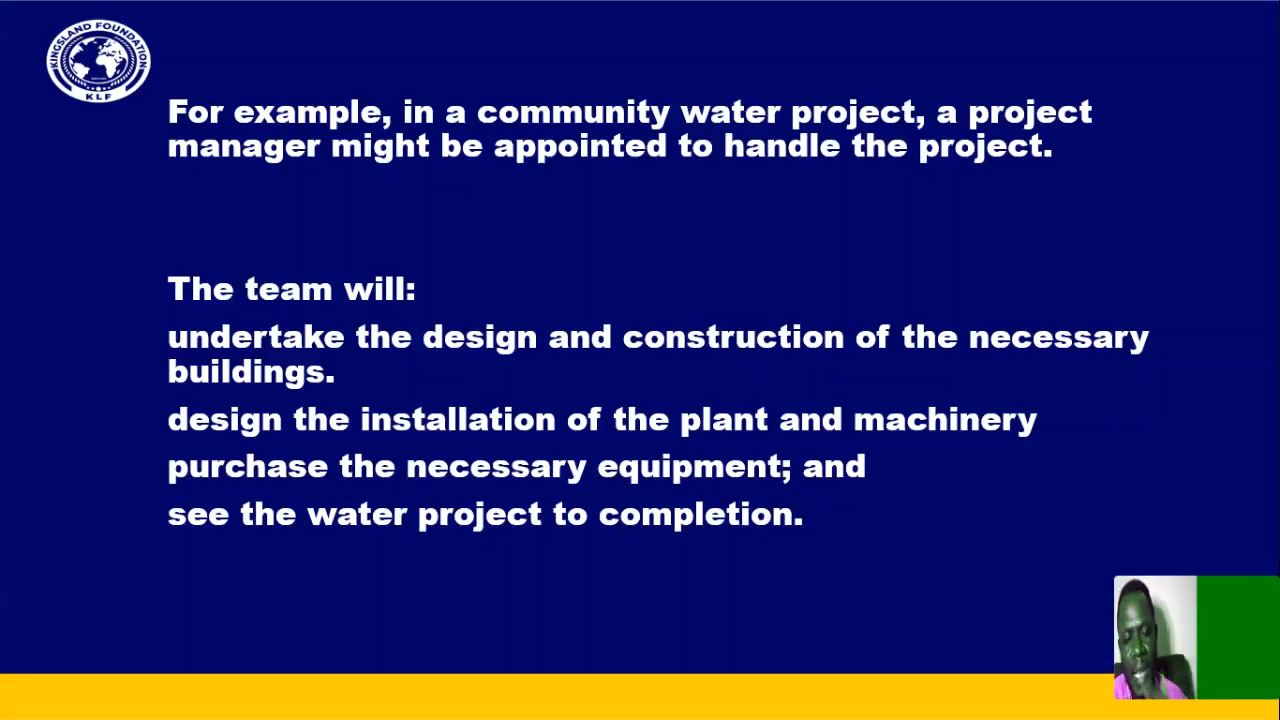 KINGSLAND FOUNDATION
KLF
For example, in a community water project, a project
manager might be appointed to handle the project.
The team will:
undertake the design and construction of the necessary
buildings.
design the installation of the plant and machinery
purchase the necessary equipment; and
see the water project to completion.